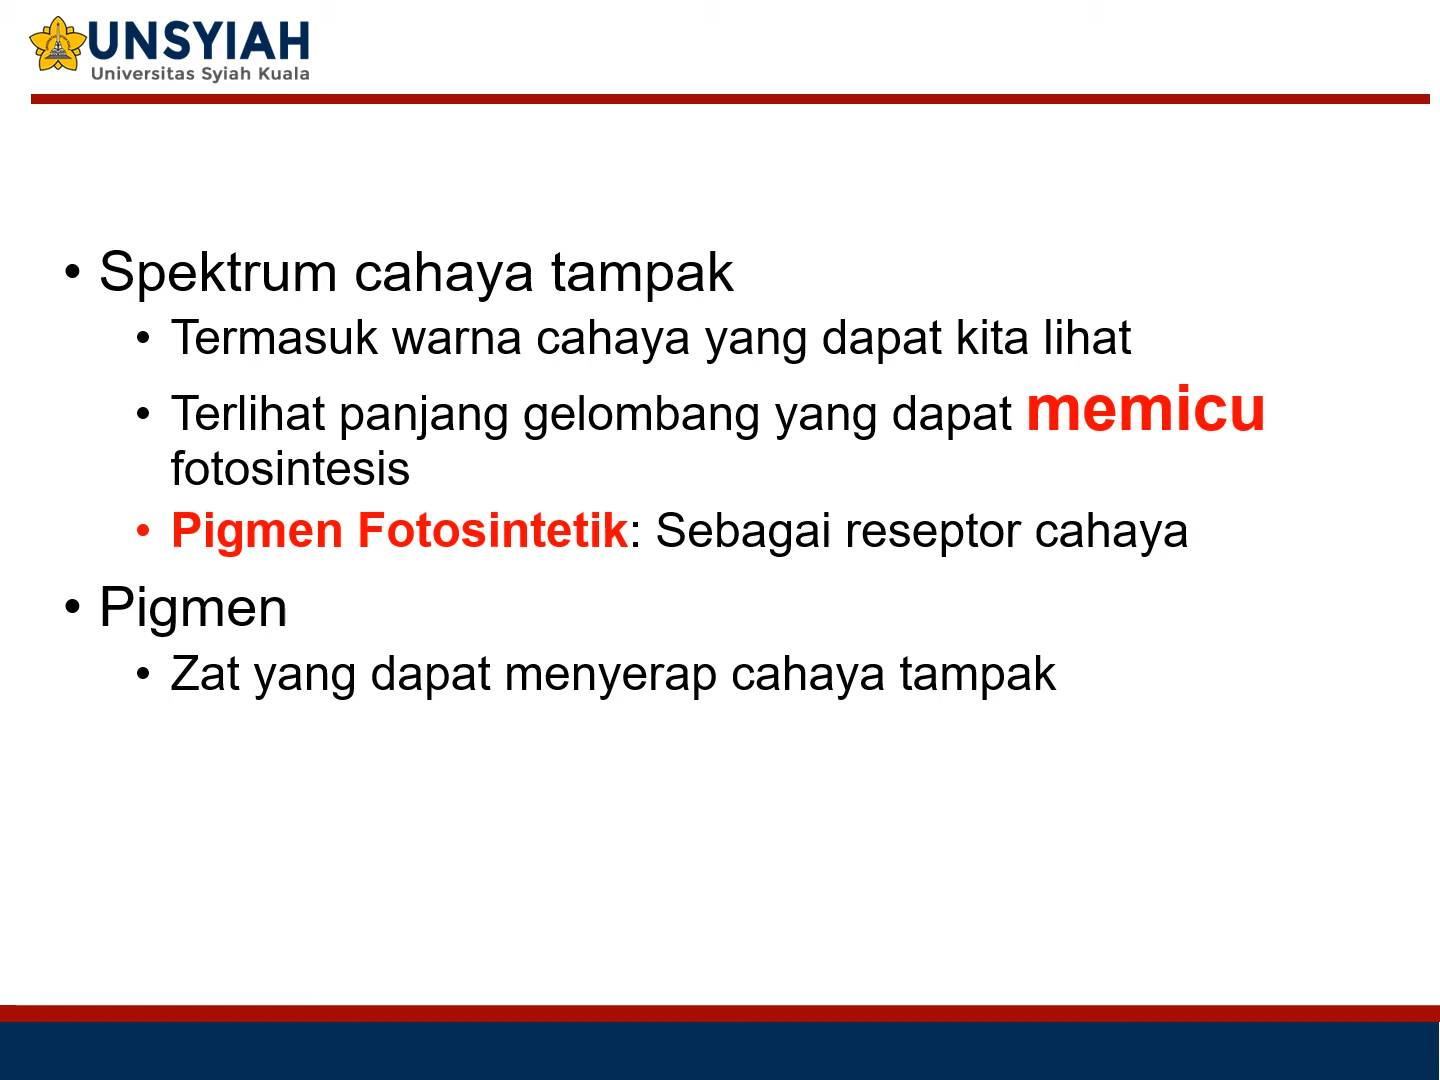 UNSYIAH
Universitas Syiah Kuala
• Spektrum cahaya tampak
• Termasuk warna cahaya yang dapat kita lihat
• Terlihat panjang gelombang yang dapat memicu
fotosintesis
• Pigmen Fotosintetik: Sebagai reseptor cahaya
• Pigmen
• Zat yang dapat menyerap cahaya tampak